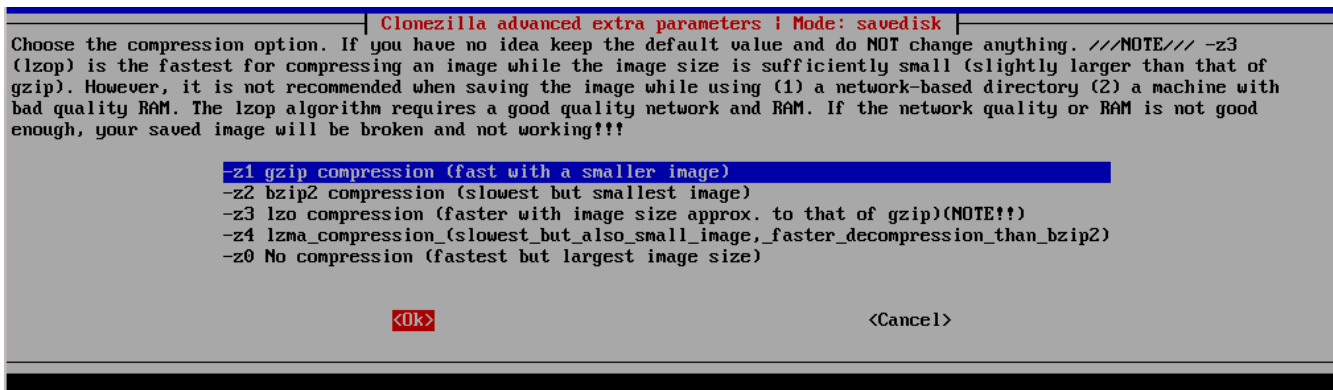 Clonezilla advanced extra parameters | Mode: savedisk
Choose the compression option. If you have no idea keep the default value and do NOT change anything. ///NOTE/// -z3
(lzop) is the fastest for compressing an image while the image size is sufficiently small (slightly larger than that of
gzip). However, it is not recommended when saving the image while using (1) a network-based directory (2) a machine with
bad quality RAM. The lzop algorithm requires a good quality network and RAM. If the network quality or RAM is not good
enough, your saved image will be broken and not working!!!
-z1 gzip compression (fast with a smaller image)
-z2 bzip2 compression (slowest but smallest image)
-z3 lzo compression (faster with image size approx. to that of gzip)(NOTE!!)
-z4 lzma_compression_(slowest_but_also_small_image,_faster_decompression_than_bzip2)
-z0 No compression (fastest but largest image size)
<Ok> <Cancel>